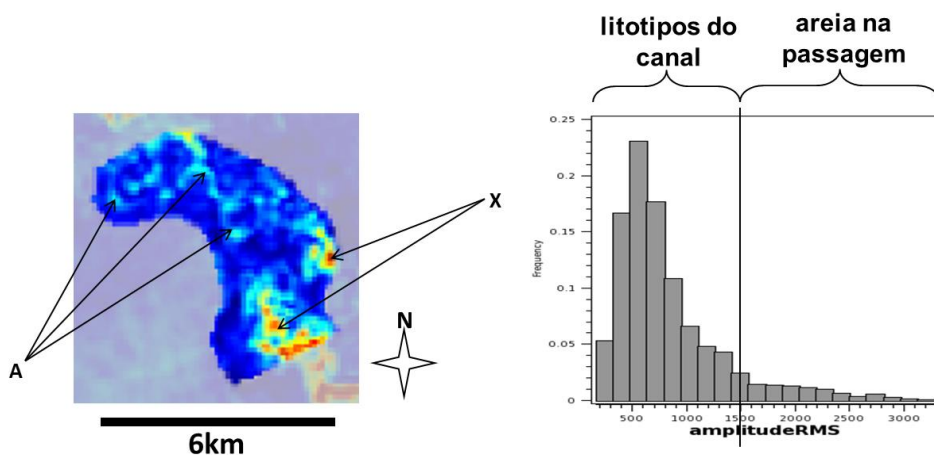 A
X
N
6km
litotipos do
canal
areia na
passagem
0.25
0.2
0.15
0.1
0.05
0
Frequency
500 1000 1500 2000 2500 3000
amplitudeRMS